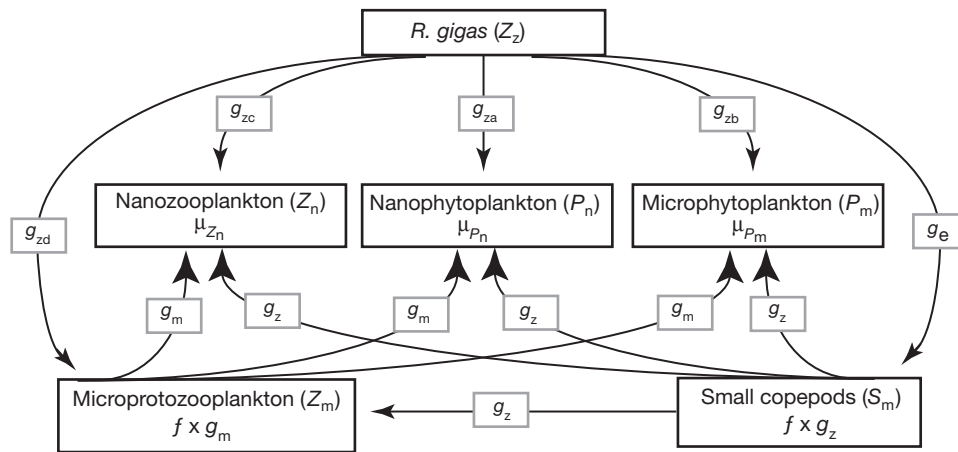 R. gigas (Zz)
gzc
gza
gzb
Nanozooplankton (Zn)
μZn
Nanophytoplankton (Pn)
μPn
Microphytoplankton (Pm)
μPm
gzd
ge
gm
gz
gm
gz
gm
gz
Microprotozooplankton (Zm)
f x gm
gz
Small copepods (Sm)
f x gz